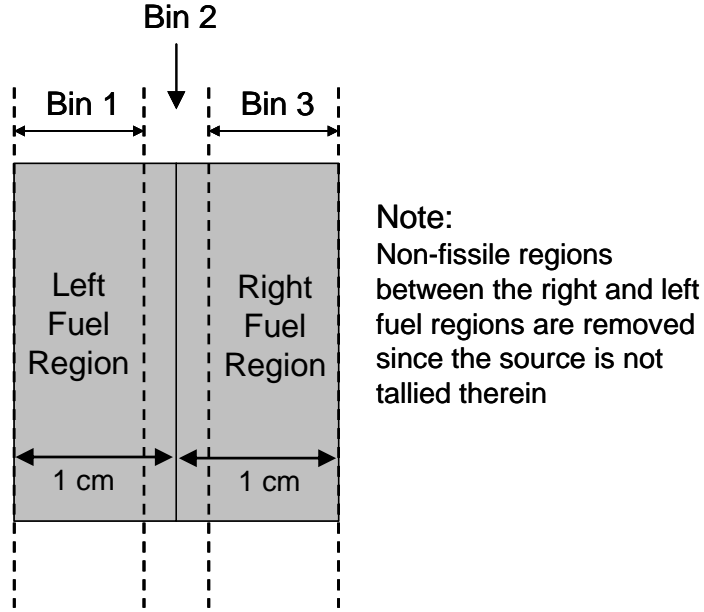 Bin 2
Bin 1
Bin 3
Left
Fuel
Region
Right
Fuel
Region
1 cm
1 cm
Note:
Non-fissile regions
between the right and left
fuel regions are removed
since the source is not
tallied therein